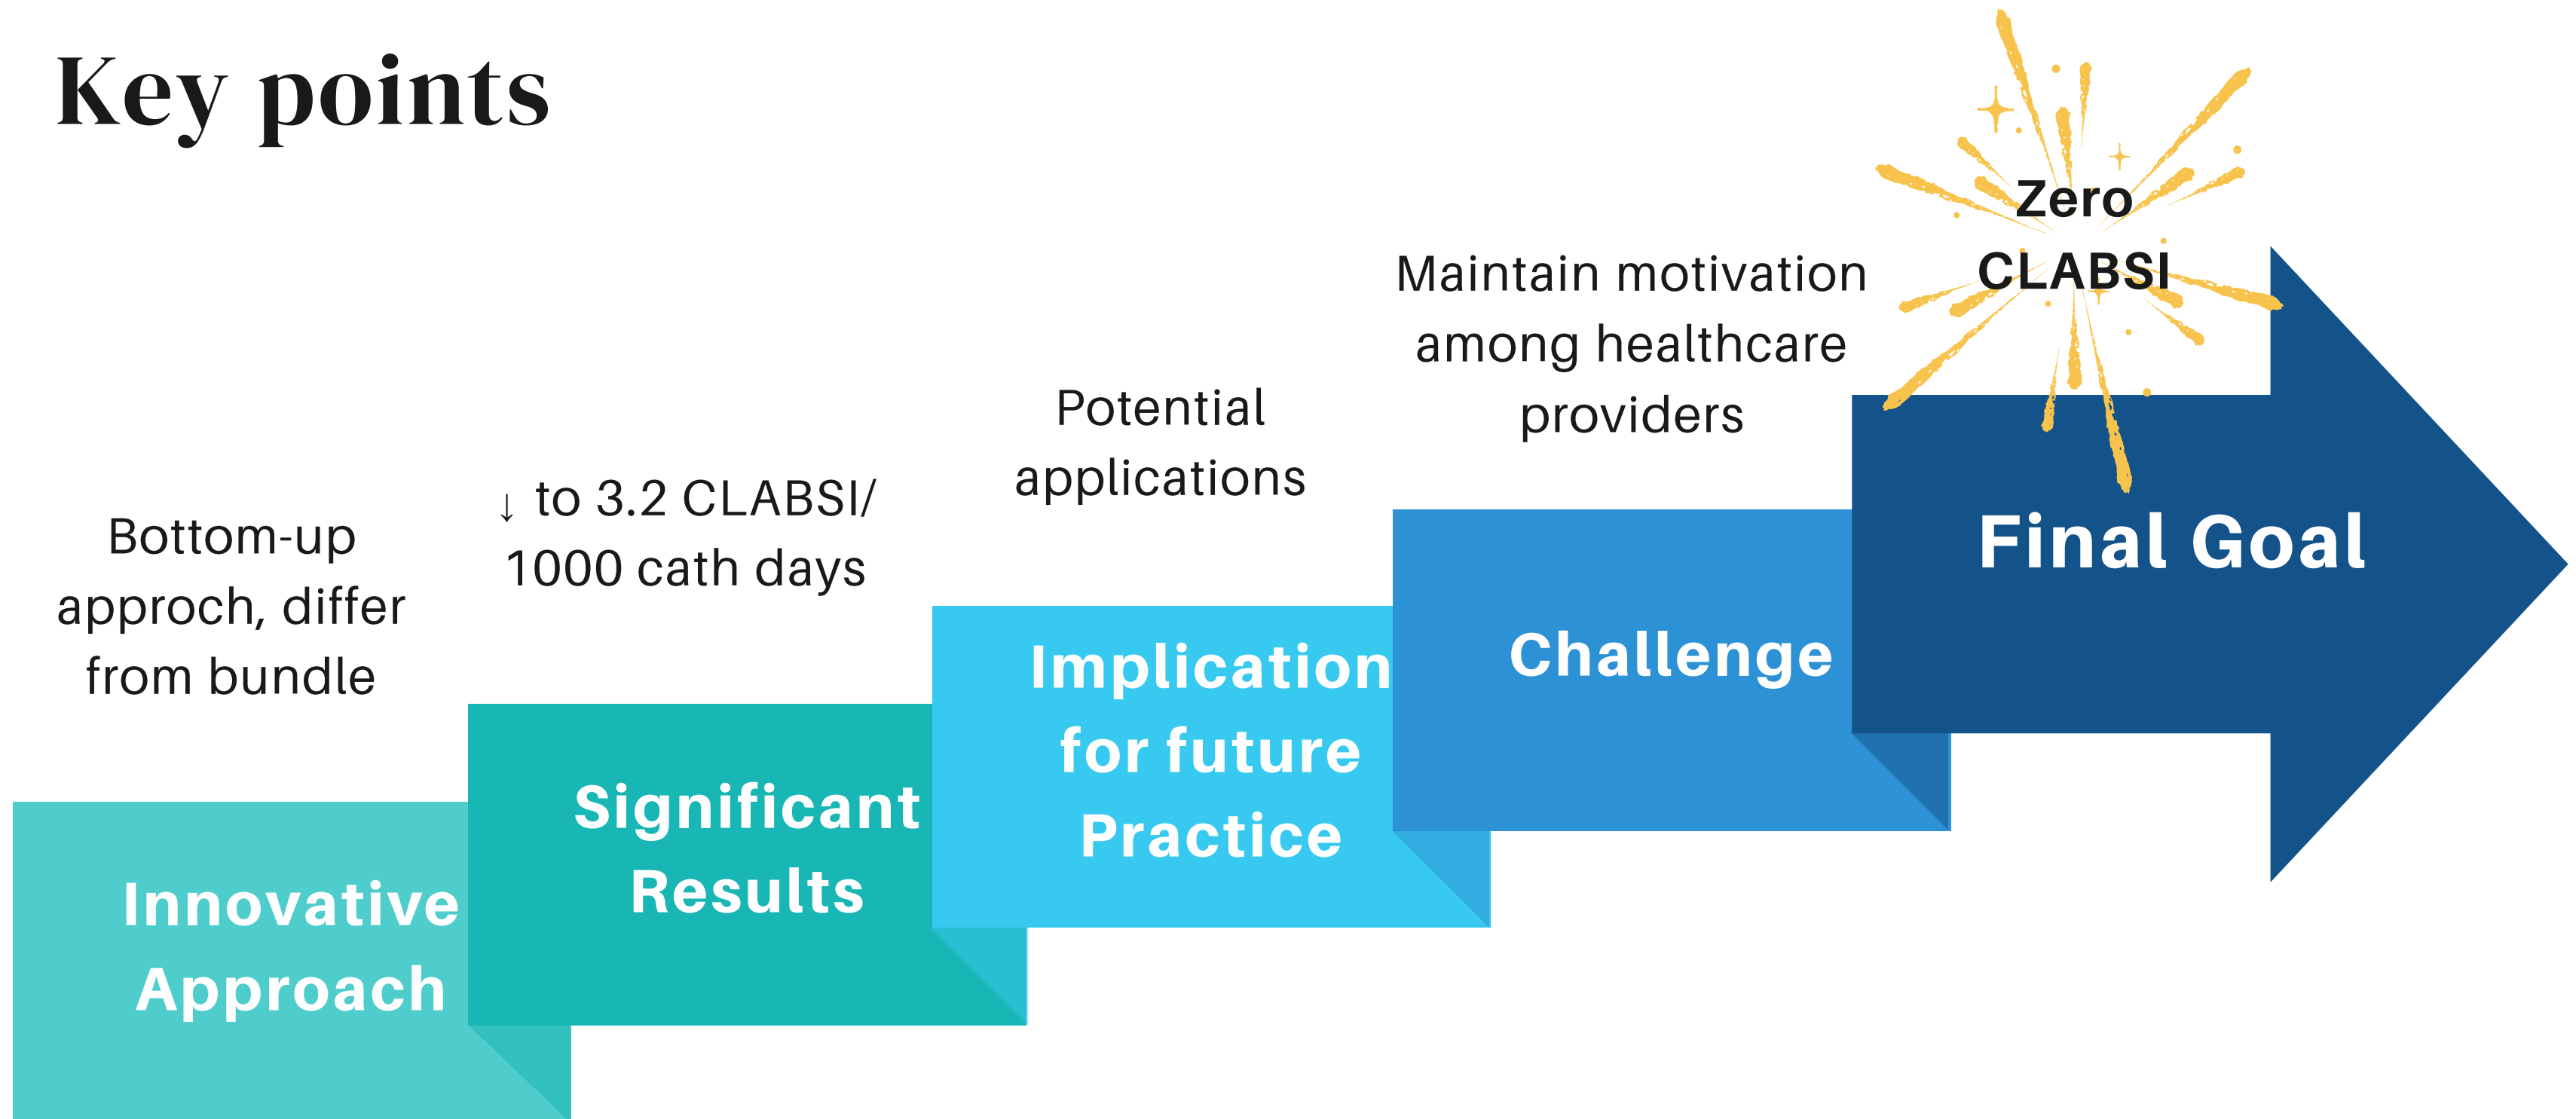 Key points
Bottom-up
approch, differ
from bundle
Innovative
Approach
↓ to 3.2 CLABSI/
1000 cath days
Significant
Results
Potential
applications
Implication
for future
Practice
Maintain motivation
among healthcare
providers
Challenge
Zero
CLABSI
Final Goal